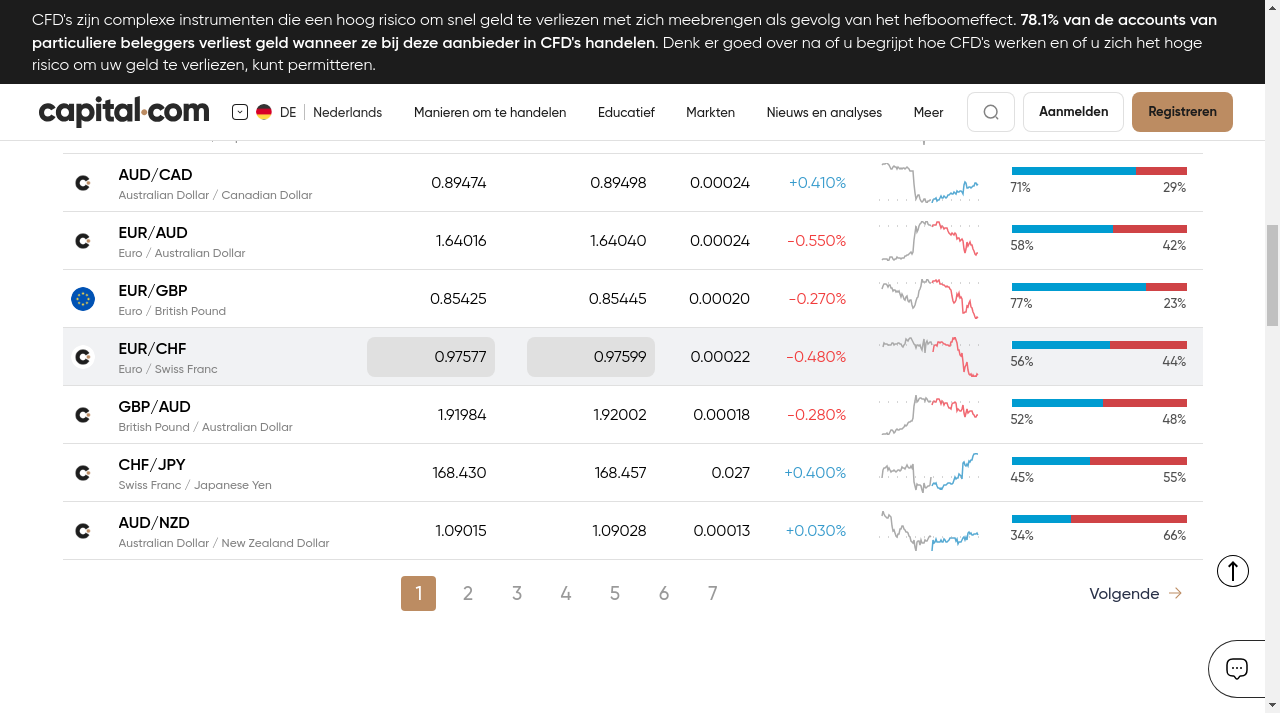 CFD's zijn complexe instrumenten die een hoog risico om snel geld te verliezen met zich meebrengen als gevolg van het hefboomeffect. 78.1% van de accounts van
particuliere beleggers verliest geld wanneer ze bij deze aanbieder in CFD's handelen. Denk er goed over na of u begrijpt hoe CFD's werken en of u zich het hoge
risico om uw geld te verliezen, kunt permitteren.
capital.com DE Nederlands Manieren om te handelen Educatief Markten Nieuws en analyses Meer Aanmelden Registreren
AUD/CAD 0.89474 0.89498 0.00024 +0.410%
Australian Dollar / Canadian Dollar 71% 29%
EUR/AUD 1.64016 1.64040 0.00024 -0.550%
Euro / Australian Dollar 58% 42%
EUR/GBP 0.85425 0.85445 0.00020 -0.270%
Euro / British Pound 77% 23%
EUR/CHF 0.97577 0.97599 0.00022 -0.480%
Euro / Swiss Franc 56% 44%
GBP/AUD 1.91984 1.92002 0.00018 -0.280%
British Pound / Australian Dollar 52% 48%
CHF/JPY 168.430 168.457 0.027 +0.400%
Swiss Franc / Japanese Yen 45% 55%
AUD/NZD 1.09015 1.09028 0.00013 +0.030%
Australian Dollar / New Zealand Dollar 34% 66%
1 2 3 4 5 6 7 Volgende